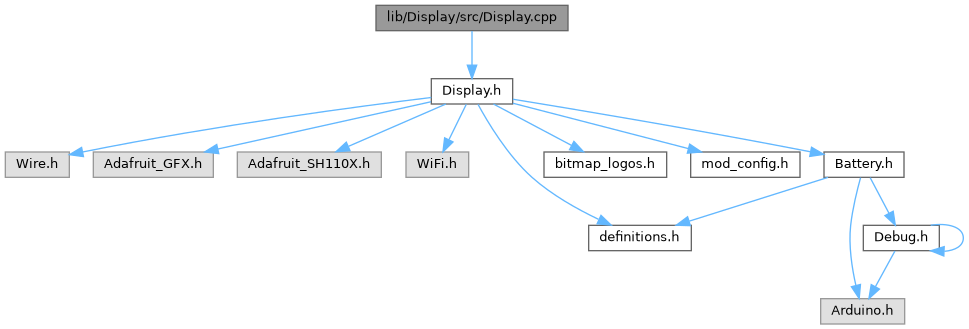 lib/Display/src/Display.cpp
Display.h
Wire.h
Adafruit_GFX.h
Adafruit_SH110X.h
WiFi.h
bitmap_logos.h
mod_config.h
Battery.h
definitions.h
Debug.h
Arduino.h